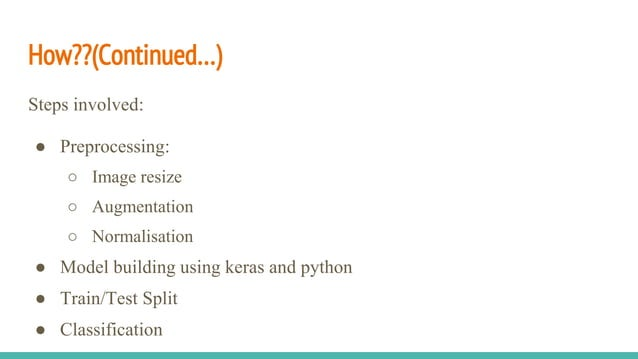 How??(Continued...)
Steps involved:
● Preprocessing:
○ Image resize
○ Augmentation
○ Normalisation
● Model building using keras and python
● Train/Test Split
● Classification